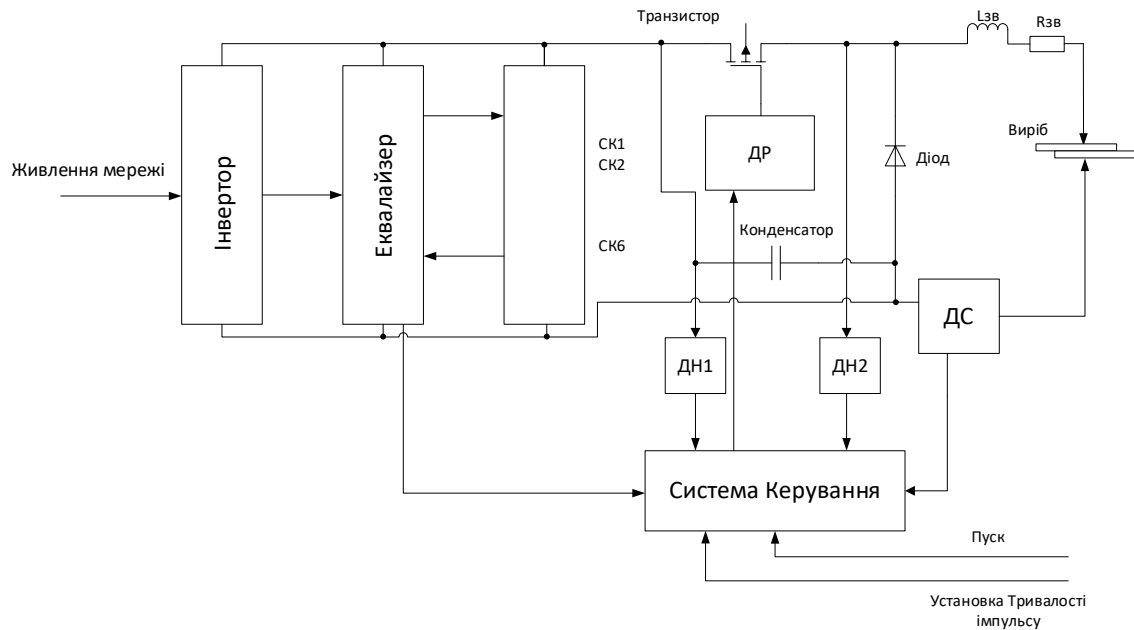 Транзистор
Lзв
Rзв
Живлення мережі
Інвертор
Еквалайзер
СК1
СК2
СК6
ДР
Діод
Виріб
Конденсатор
ДС
ДН1
ДН2
Система Керування
Пуск
Установка Тривалості
імпульсу